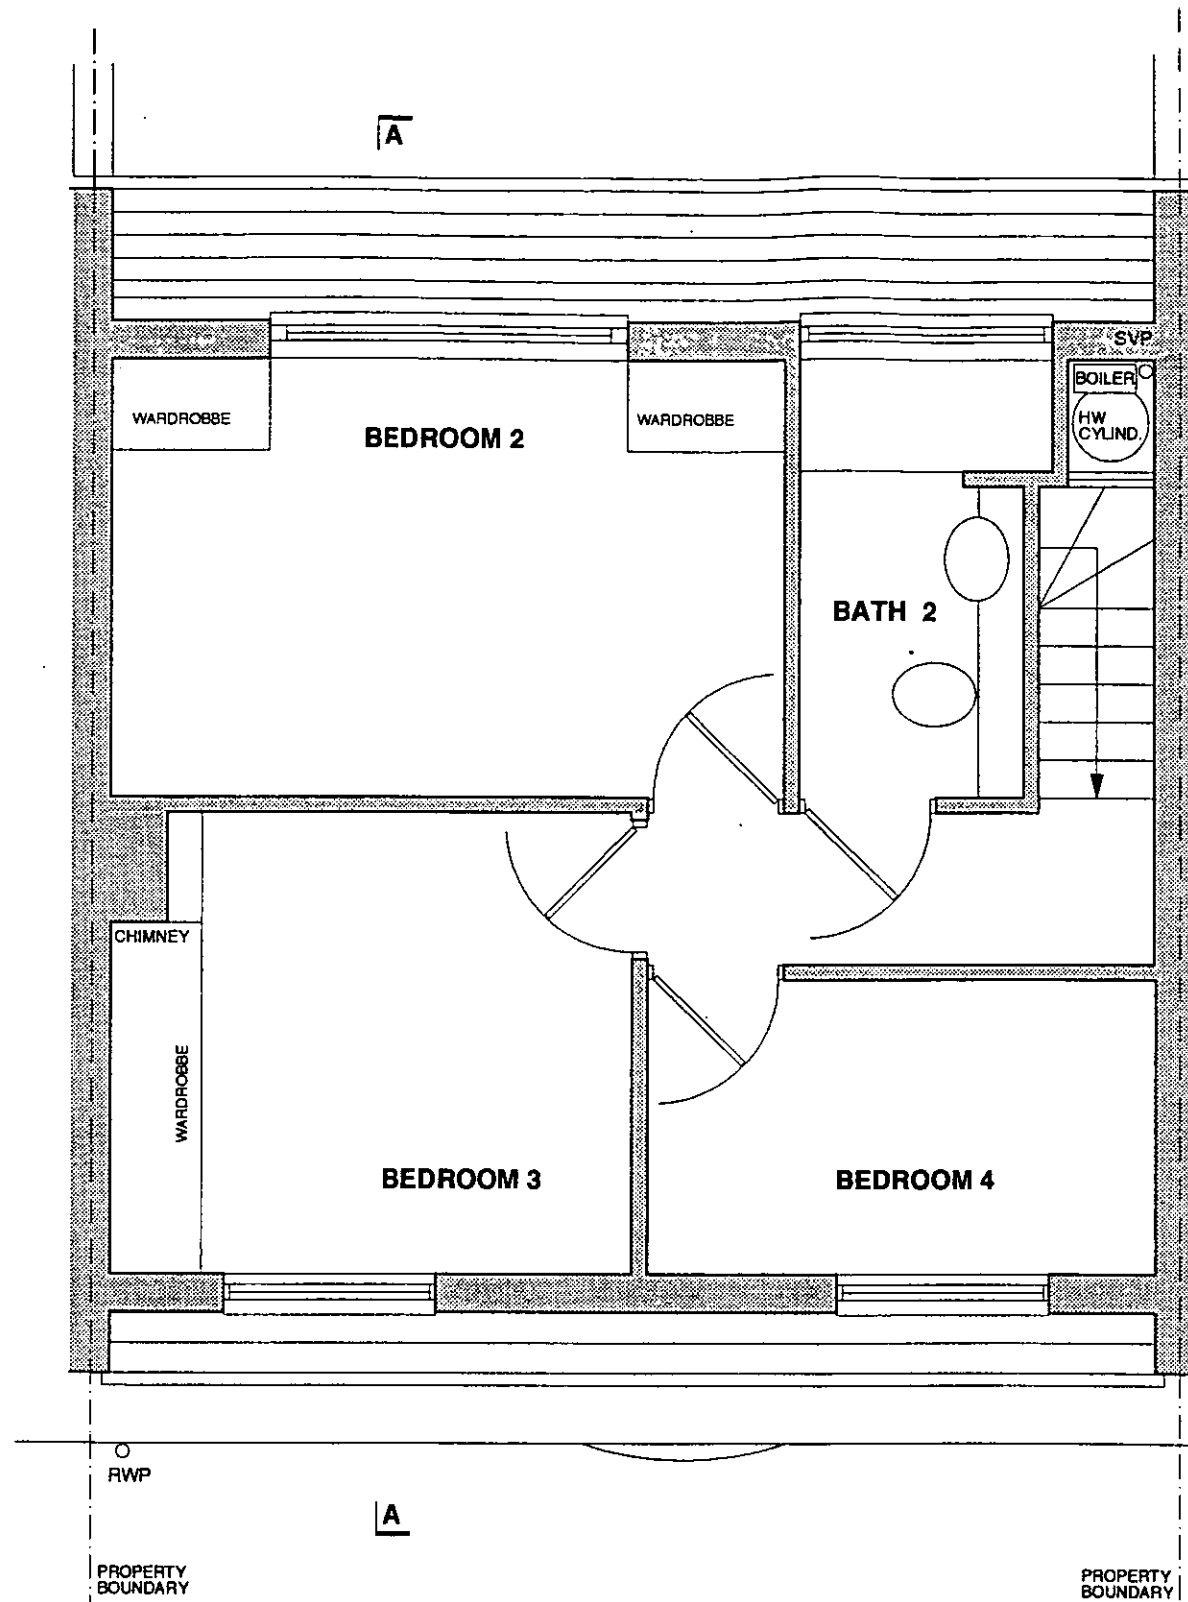 A
SVP
BOILER
HW
CYLIND.
WARDROBBE
BEDROOM 2
WARDROBBE
BATH 2
CHIMNEY
WARDROBBE
BEDROOM 3
BEDROOM 4
RWP
A
PROPERTY
BOUNDARY
PROPERTY
BOUNDARY